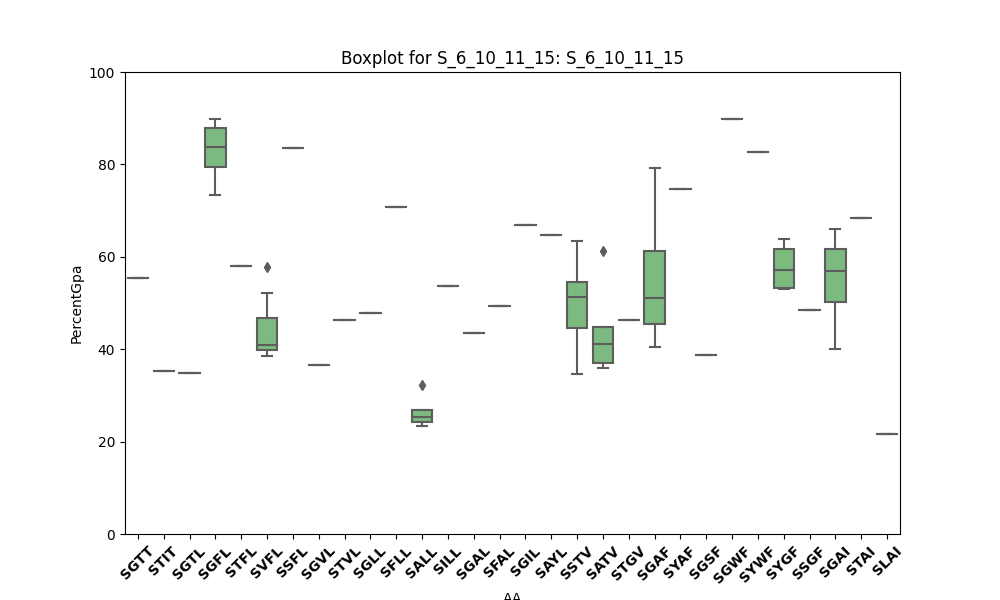 Boxplot for S_6_10_11_15: S_6_10_11_15
PercentGpa
100
80
60
40
20
0
SGTT
STIT
SGTL
SGFL
STFL
SVFL
SSFL
SGVL
STVL
SGLL
SFLL
SALL
SILL
SGAL
SFAL
SGIL
SAYL
SSTV
SATV
STGV
SGAF
SYAF
SGSF
SGWF
SYWF
SYGF
SSGF
SGAI
STAI
SLAI
AA